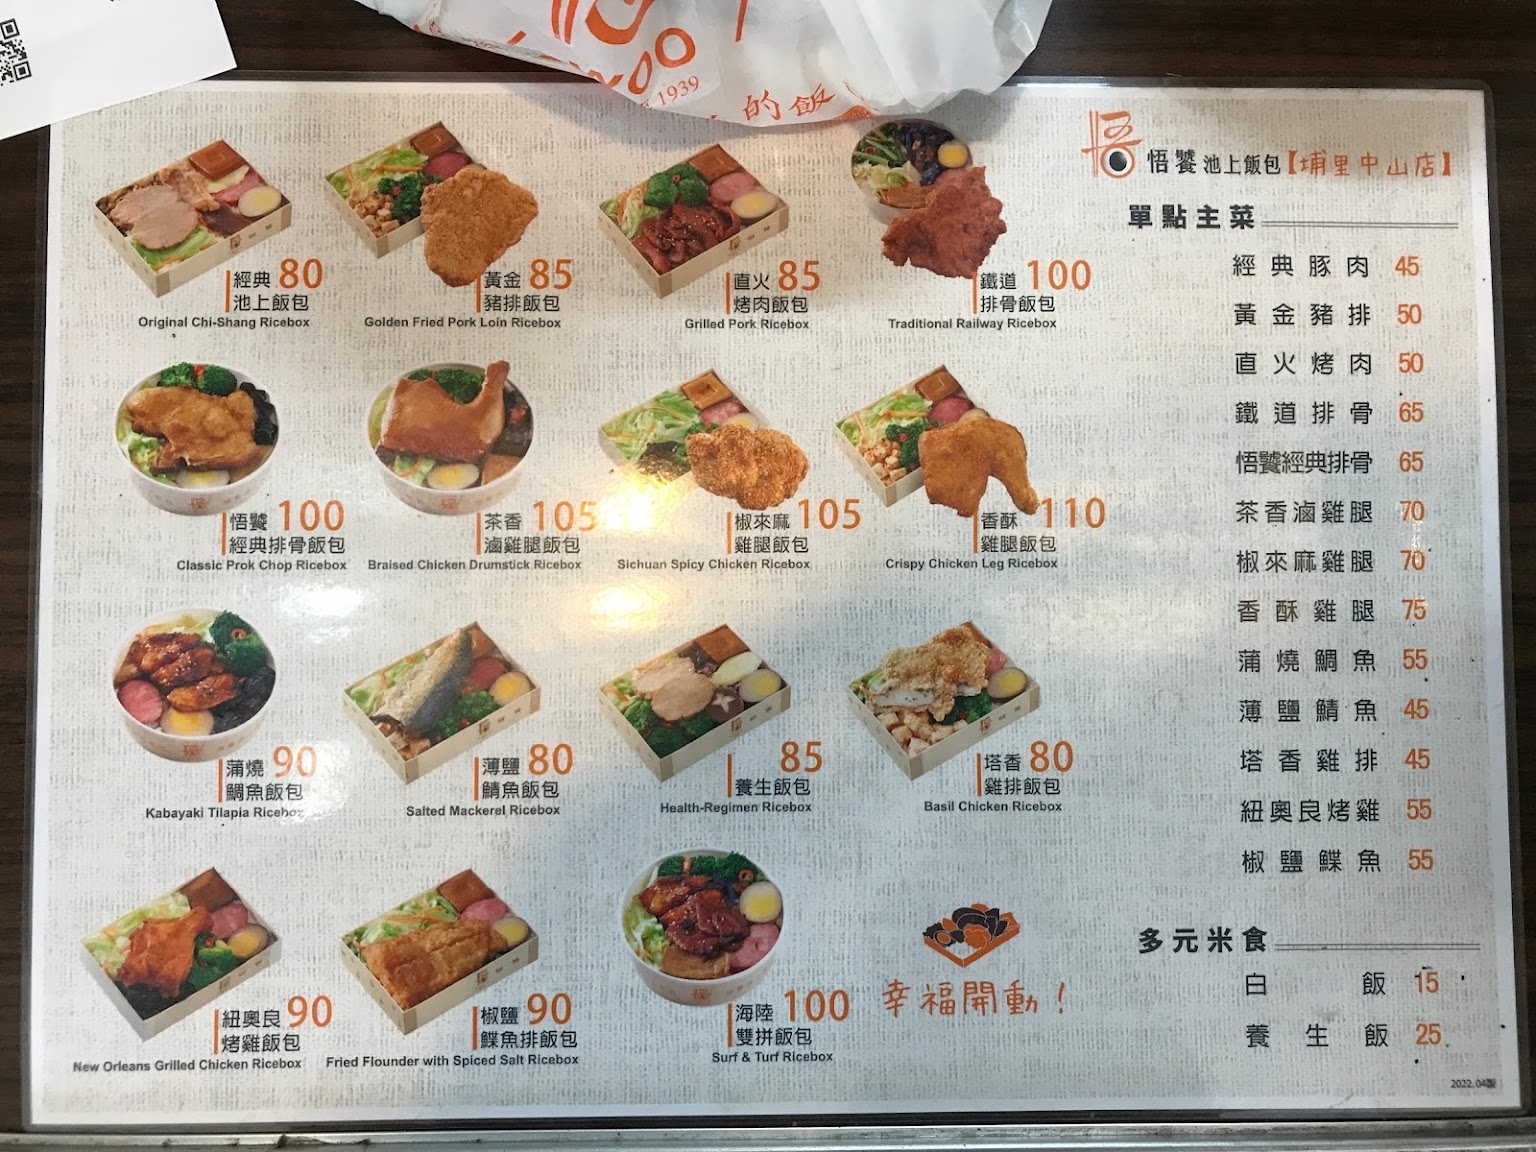 1939
的飯
悟饕池上飯包【埔里中山店】
經典 80
池上飯包
Original Chi-Shang Ricebox
黃金 85
豬排飯包
Golden Fried Pork Loin Ricebox
直火 85
烤肉飯包
Grilled Pork Ricebox
鐵道 100
排骨飯包
Traditional Railway Ricebox
悟饕 100
經典排骨飯包
Classic Prok Chop Ricebox
茶香 105
滷雞腿飯包
Braised Chicken Drumstick Ricebox
椒來麻 105
雞腿飯包
Sichuan Spicy Chicken Ricebox
香酥 110
雞腿飯包
Crispy Chicken Leg Ricebox
蒲燒 90
鯛魚飯包
Kabayaki Tilapia Ricebox
薄鹽 80
鯖魚飯包
Salted Mackerel Ricebox
85
養生飯包
Health-Regimen Ricebox
塔香 80
雞排飯包
Basil Chicken Ricebox
紐奧良 90
烤雞飯包
New Orleans Grilled Chicken Ricebox
椒鹽 90
鰈魚排飯包
Fried Flounder with Spiced Salt Ricebox
海陸 100
雙拼飯包
Surf & Turf Ricebox
幸福開動！
單點主菜
經典豚肉 45
黃金豬排 50
直火烤肉 50
鐵道排骨 65
悟饕經典排骨 65
茶香滷雞腿 70
椒來麻雞腿 70
香酥雞腿 75
蒲燒鯛魚 55
薄鹽鯖魚 45
塔香雞排 45
紐奧良烤雞 55
椒鹽鰈魚 55
多元米食
白飯 15
養生飯 25
2022.04製